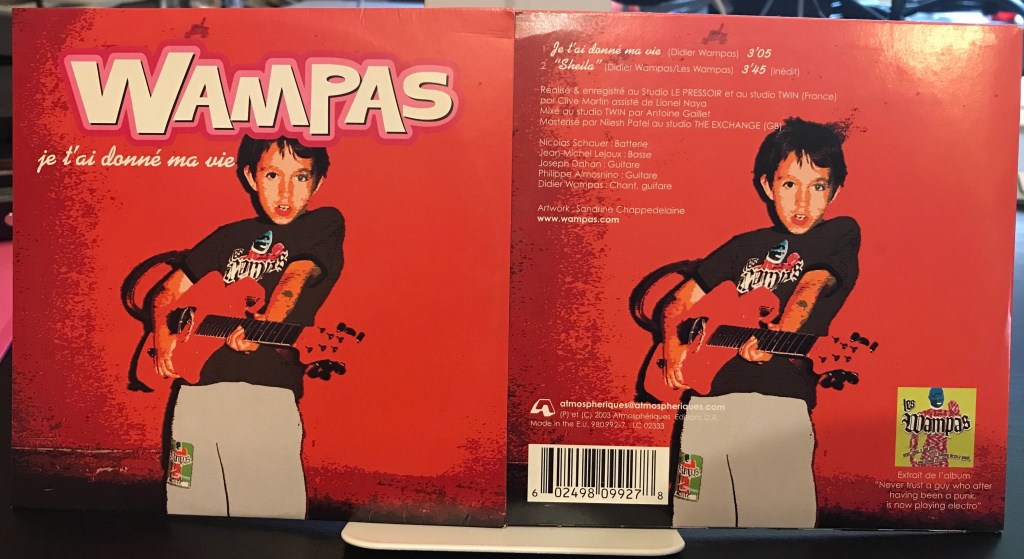 WAMPAS
je t'ai donné ma vie
1 Je t'ai donné ma vie (Didier Wampas) 3'05
2 "Sheila" (Didier Wampas/Les Wampas) 3'45 (Inédit)
Réalisé & enregistré au Studio LE PRESSOIR et au studio TWIN (France)
par Clive Martin assisté de Lionel Naya
Mixé au studio TWIN par Antoine Gaillet
Masterisé par Nilesh Patel au studio THE EXCHANGE (GB)
Nicolas Schauer : Batterie
Jean-Michel Lejoux : Basse
Joseph Dahan : Guitare
Philippe Almosnino : Guitare
Didier Wampas : Chant, guitare
Artwork : Sandrine Chappedelaine
www.wampas.com
atmospheriques@atmospheriques.com
(P) et (C) 2003 Atmosphériques
Made in the E.U. 980992-7. LC 02333
6 02498 09927 8
Les
Wampas
Extrait de l'album
"Never trust a guy who after
having been a punk,
is now playing electro"